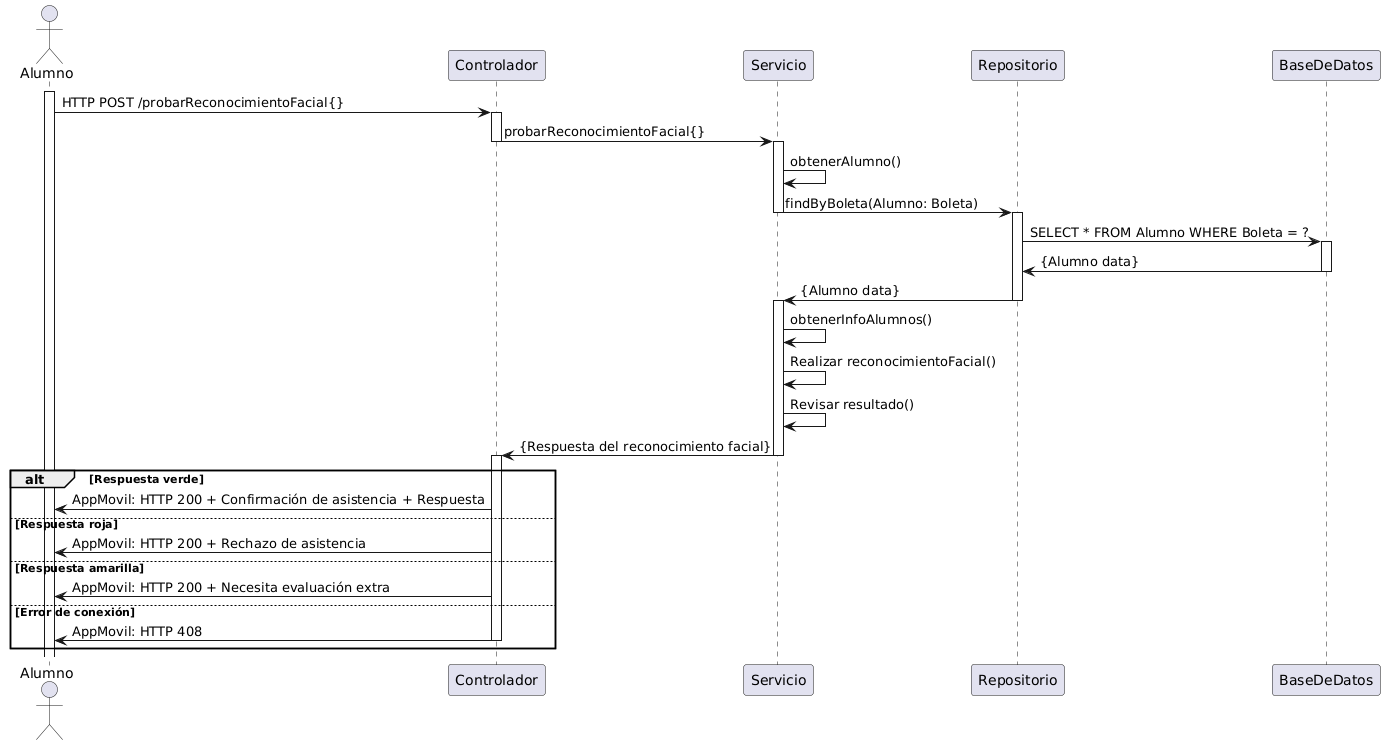 Alumno
Controlador
Servicio
Repositorio
BaseDeDatos
HTTP POST /probarReconocimientoFacial{}
probarReconocimientoFacial{}
obtenerAlumno()
findByBoleta(Alumno: Boleta)
SELECT * FROM Alumno WHERE Boleta = ?
{Alumno data}
{Alumno data}
obtenerInfoAlumnos()
Realizar reconocimientoFacial()
Revisar resultado()
{Respuesta del reconocimiento facial}
alt [Respuesta verde]
AppMovil: HTTP 200 + Confirmación de asistencia + Respuesta
[Respuesta roja]
AppMovil: HTTP 200 + Rechazo de asistencia
[Respuesta amarilla]
AppMovil: HTTP 200 + Necesita evaluación extra
[Error de conexión]
AppMovil: HTTP 408
Alumno
Controlador
Servicio
Repositorio
BaseDeDatos